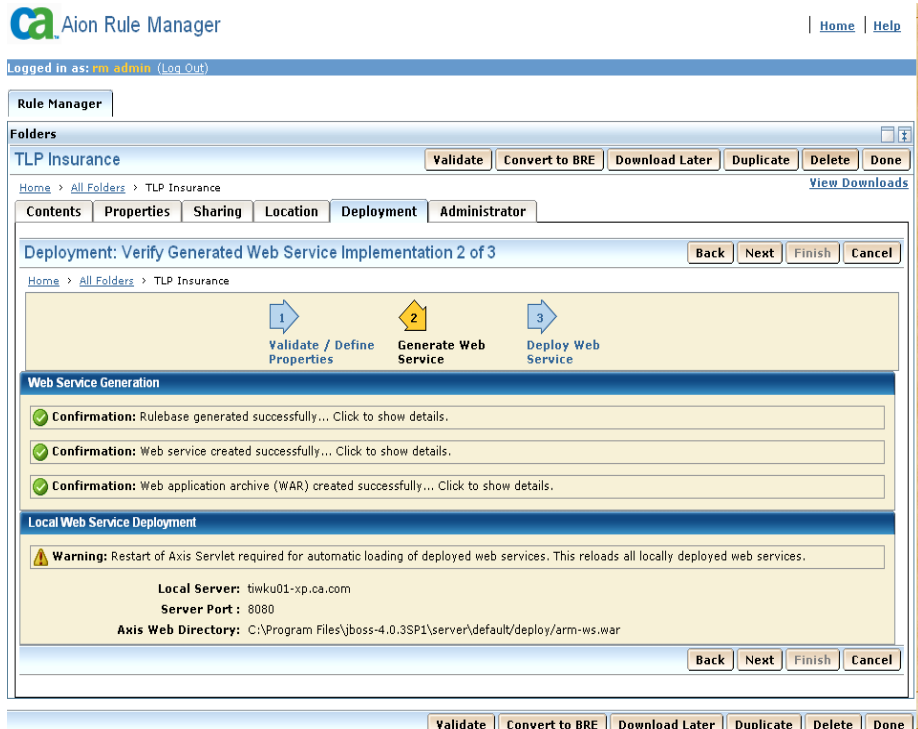 ca Aion Rule Manager
Home Help
Logged in as: rm admin (Log Out)
Rule Manager
Folders
TLP Insurance
Validate Convert to BRE Download Later Duplicate Delete Done
Home > All Folders > TLP Insurance
View Downloads
Contents Properties Sharing Location Deployment Administrator
Deployment: Verify Generated Web Service Implementation 2 of 3
Back Next Finish Cancel
Home > All Folders > TLP Insurance
1 2 3
Validate / Define Properties
Generate Web Service
Deploy Web Service
Web Service Generation
Confirmation: Rulebase generated successfully... Click to show details.
Confirmation: Web service created successfully... Click to show details.
Confirmation: Web application archive (WAR) created successfully... Click to show details.
Local Web Service Deployment
Warning: Restart of Axis Servlet required for automatic loading of deployed web services. This reloads all locally deployed web services.
Local Server: tiwku01-xp.ca.com
Server Port : 8080
Axis Web Directory: C:\Program Files\jboss-4.0.3SP1\server\default/deploy/arm-ws.war
Back Next Finish Cancel
Validate Convert to BRE Download Later Duplicate Delete Done